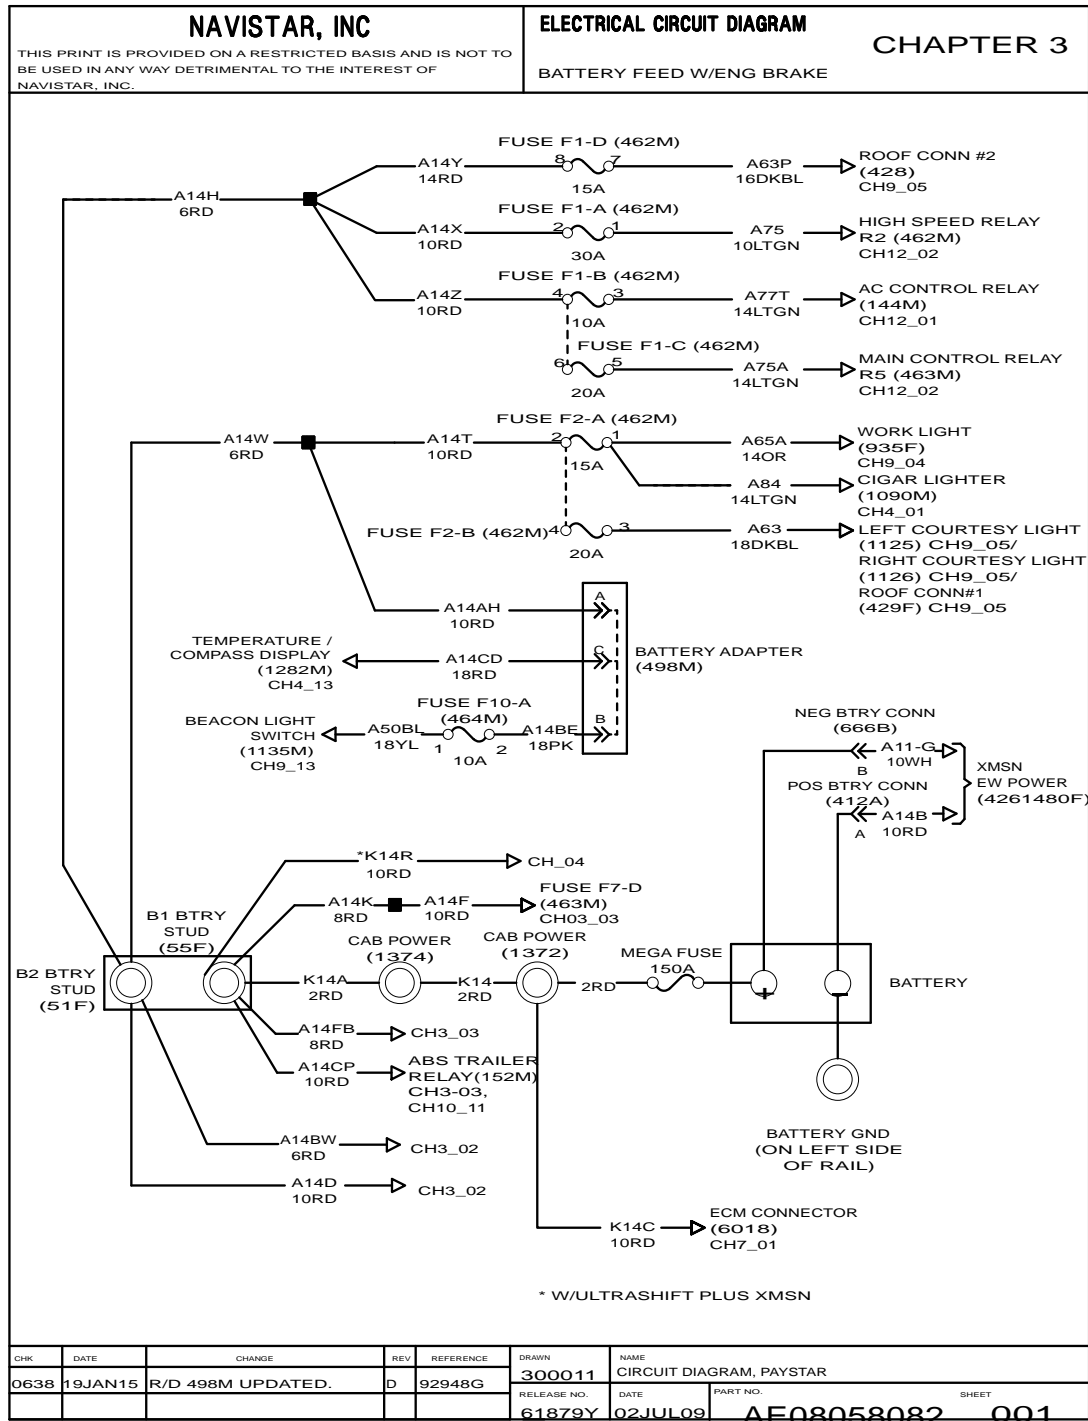 NAVISTAR, INC
THIS PRINT IS PROVIDED ON A RESTRICTED BASIS AND IS NOT TO
BE USED IN ANY WAY DETRIMENTAL TO THE INTEREST OF
NAVISTAR, INC.
ELECTRICAL CIRCUIT DIAGRAM
CHAPTER 3
BATTERY FEED W/ENG BRAKE
FUSE F1-D (462M)
A14Y
14RD
8
7
15A
A63P
16DKBL
ROOF CONN #2
(428)
CH9_05
A14H
6RD
FUSE F1-A (462M)
A14X
10RD
2
1
30A
A75
10LTGN
HIGH SPEED RELAY
R2 (462M)
CH12_02
FUSE F1-B (462M)
A14Z
10RD
4
3
10A
A77T
14LTGN
AC CONTROL RELAY
(144M)
CH12_01
FUSE F1-C (462M)
6
5
20A
A75A
14LTGN
MAIN CONTROL RELAY
R5 (463M)
CH12_02
FUSE F2-A (462M)
A14W
6RD
A14T
10RD
2
1
15A
A65A
14OR
WORK LIGHT
(935F)
CH9_04
A84
14LTGN
CIGAR LIGHTER
(1090M)
CH4_01
FUSE F2-B (462M)
4
3
20A
A63
18DKBL
LEFT COURTESY LIGHT
(1125) CH9_05/
RIGHT COURTESY LIGHT
(1126) CH9_05/
ROOF CONN#1
(429F) CH9_05
A14AH
10RD
A
TEMPERATURE /
COMPASS DISPLAY
(1282M)
CH4_13
A14CD
18RD
C
BATTERY ADAPTER
(498M)
BEACON LIGHT
SWITCH
(1135M)
CH9_13
A50BL
18YL
FUSE F10-A
(464M)
1
2
10A
A14BE
18PK
B
NEG BTRY CONN
(666B)
A11-G
10WH
B
POS BTRY CONN
(412A)
A14B
10RD
A
XMSN
EW POWER
(4261480F)
*K14R
10RD
CH_04
A14K
8RD
A14F
10RD
FUSE F7-D
(463M)
CH03_03
B1 BTRY
STUD
(55F)
B2 BTRY
STUD
(51F)
K14A
2RD
CAB POWER
(1374)
K14
2RD
CAB POWER
(1372)
2RD
MEGA FUSE
150A
BATTERY
A14FB
8RD
CH3_03
A14CP
10RD
ABS TRAILER
RELAY(152M)
CH3-03,
CH10_11
A14BW
6RD
CH3_02
A14D
10RD
CH3_02
BATTERY GND
(ON LEFT SIDE
OF RAIL)
K14C
10RD
ECM CONNECTOR
(6018)
CH7_01
* W/ULTRASHIFT PLUS XMSN
CHK DATE CHANGE REV REFERENCE
0638 19JAN15 R/D 498M UPDATED. D 92948G
DRAWN
300011
NAME
CIRCUIT DIAGRAM, PAYSTAR
RELEASE NO.
61879Y
DATE
02JUL09
PART NO.
AE08058082
SHEET
001